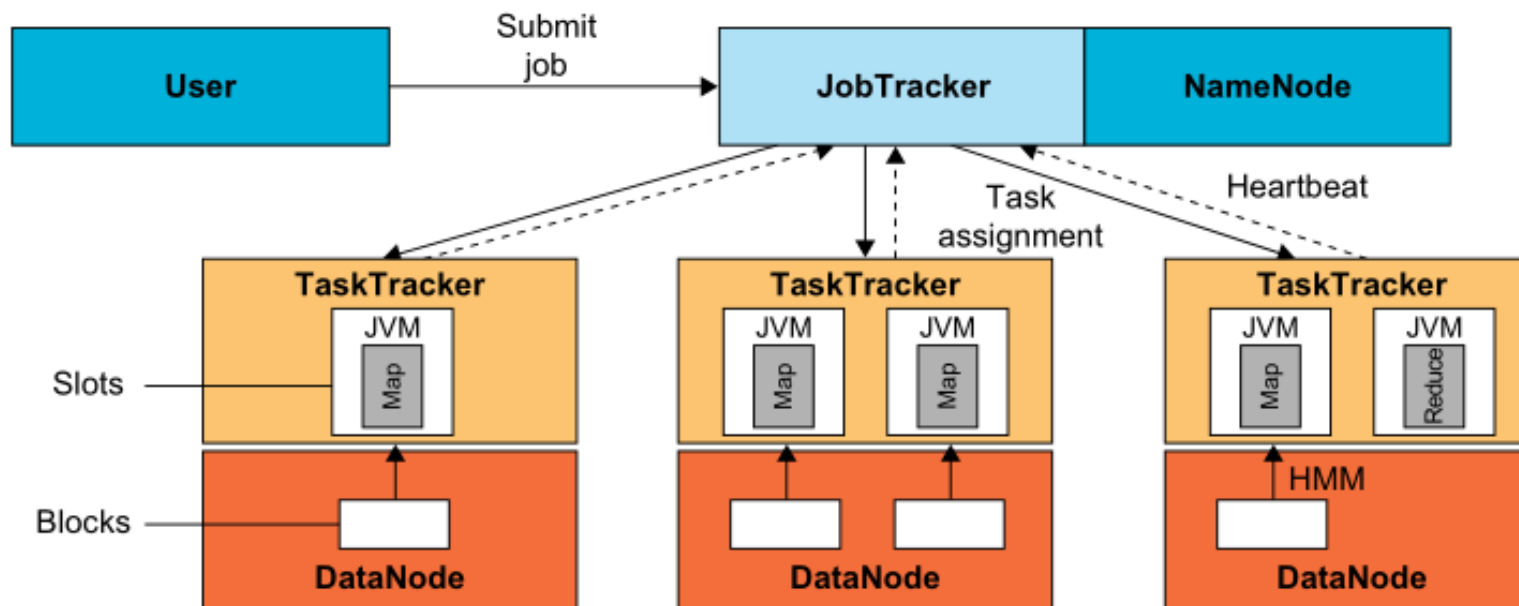 Submit
job
User
JobTracker
NameNode
Task
assignment
Heartbeat
TaskTracker
TaskTracker
TaskTracker
JVM
JVM
JVM
JVM
JVM
Map
Map
Map
Map
Reduce
Slots
HMM
Blocks
DataNode
DataNode
DataNode